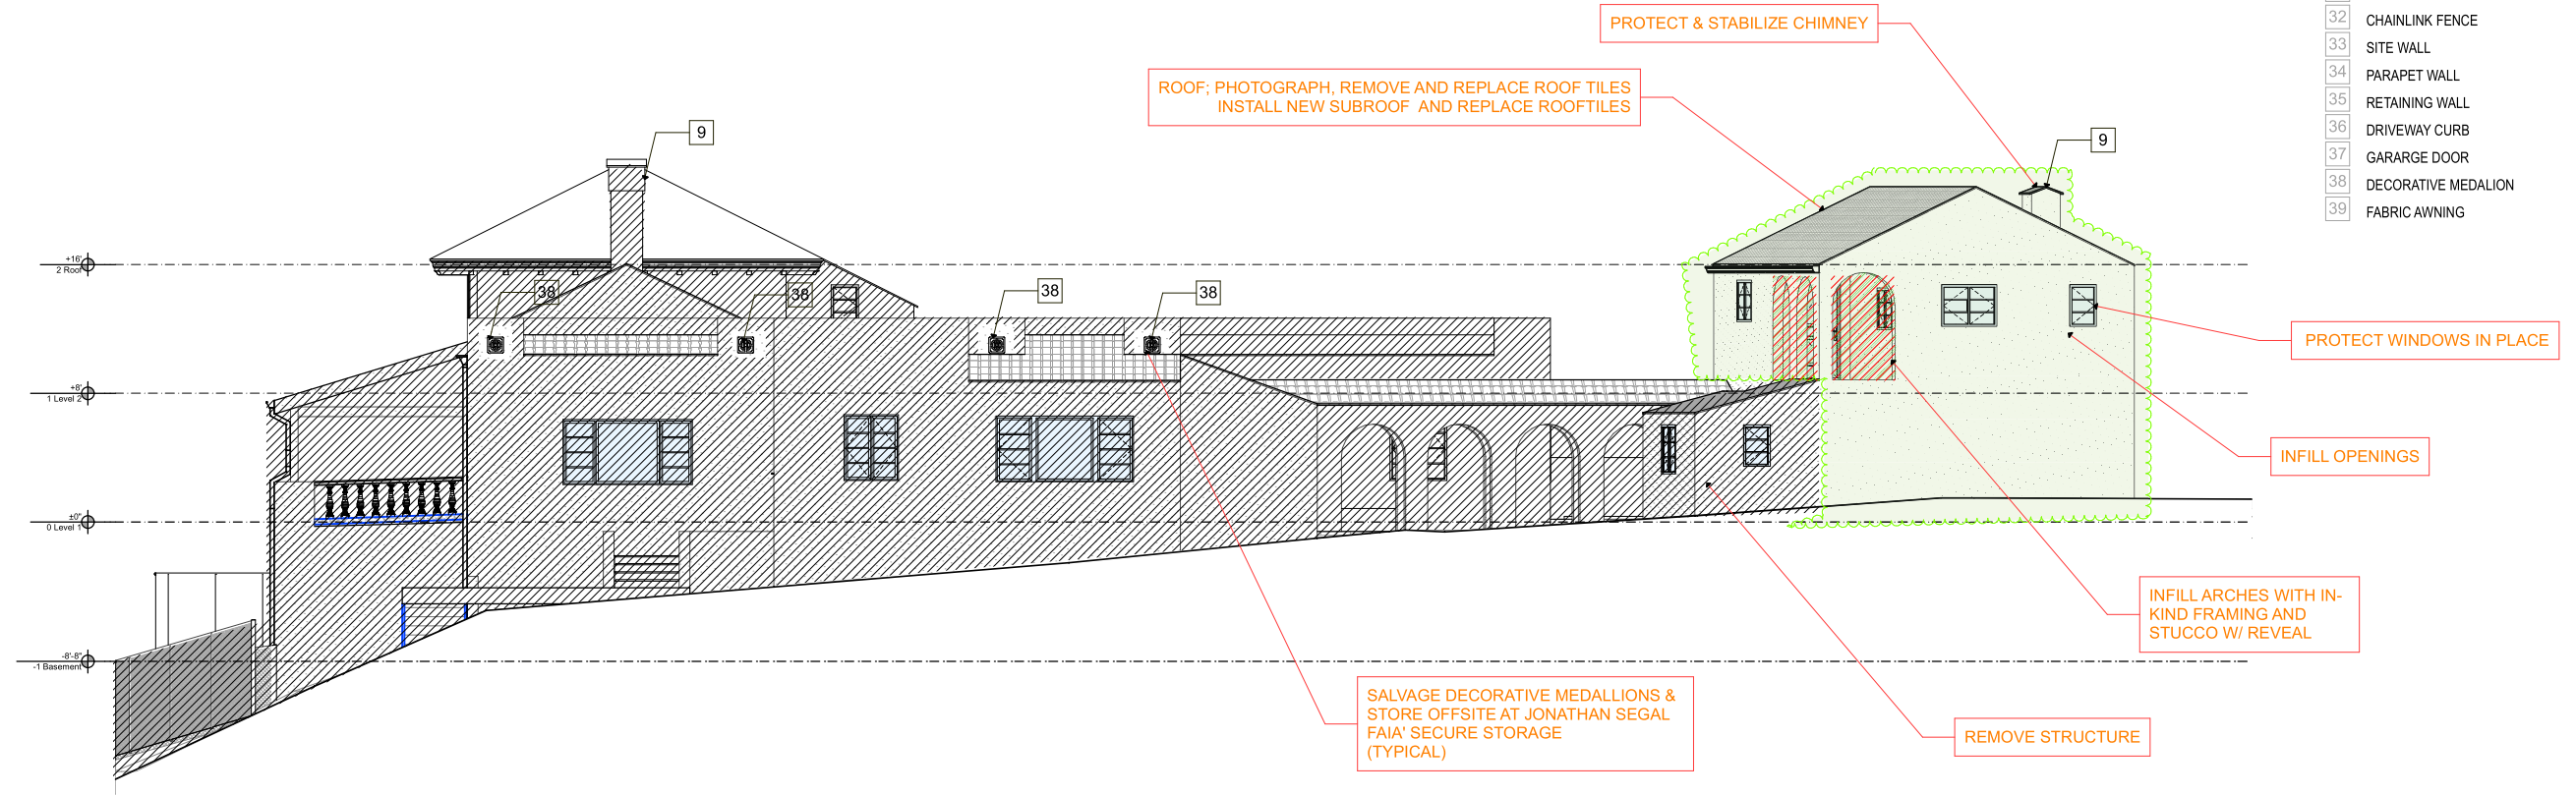 PROTECT & STABILIZE CHIMNEY
32 CHAINLINK FENCE
33 SITE WALL
34 PARAPET WALL
35 RETAINING WALL
36 DRIVEWAY CURB
37 GARARGE DOOR
38 DECORATIVE MEDALION
39 FABRIC AWNING
ROOF; PHOTOGRAPH, REMOVE AND REPLACE ROOF TILES
INSTALL NEW SUBROOF AND REPLACE ROOFTILES
9
9
+16'
2 Roof
38
38
38
38
PROTECT WINDOWS IN PLACE
+8'
1 Level 2
INFILL OPENINGS
±0"
0 Level 1
INFILL ARCHES WITH IN-
KIND FRAMING AND
STUCCO W/ REVEAL
-8'-8"
-1 Basement
SALVAGE DECORATIVE MEDALLIONS &
STORE OFFSITE AT JONATHAN SEGAL
FAIA' SECURE STORAGE
(TYPICAL)
REMOVE STRUCTURE